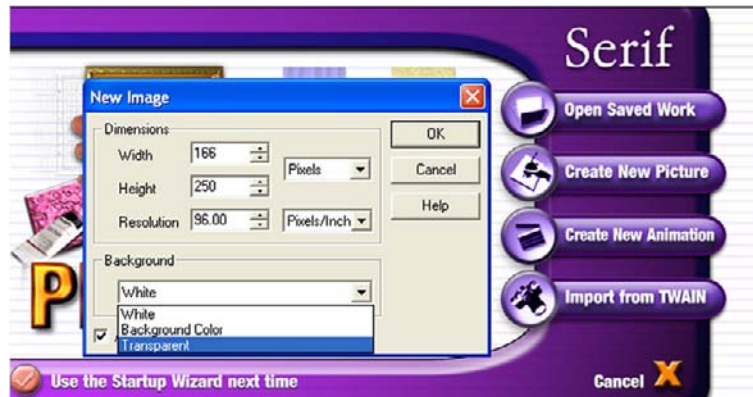 Serif
Open Saved Work
Create New Picture
Create New Animation
Import from TWAIN
New Image
Dimensions
Width 166
Pixels
Height 250
Resolution 96.00 Pixels/Inch
OK
Cancel
Help
Background
White
White
Background Color
Transparent
P
Use the Startup Wizard next time
Cancel